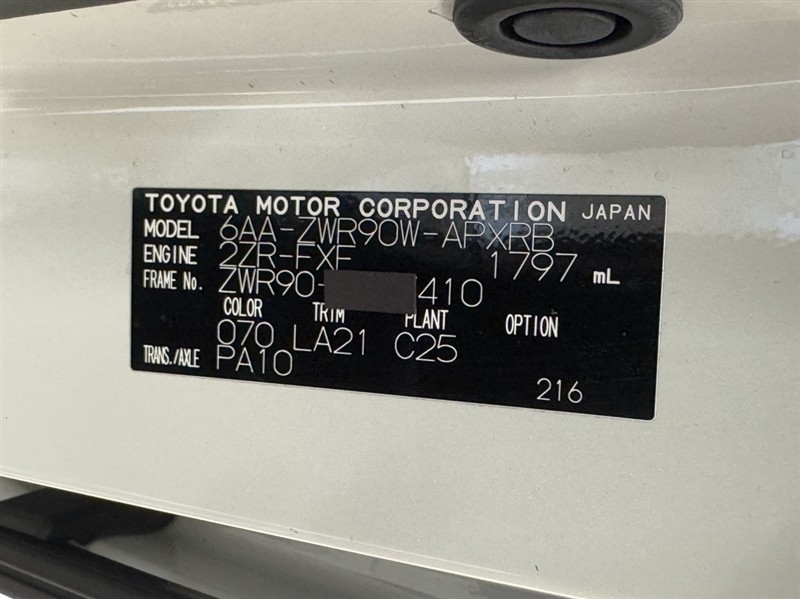 TOYOTA MOTOR CORPORATION JAPAN
MODEL 6AA-ZWR90W-APXRB
ENGINE 2ZR-FXE 1797 mL
FRAME No. ZWR90- 410
COLOR TRIM PLANT OPTION
070 LA21 C25
TRANS./AXLE PA10
216